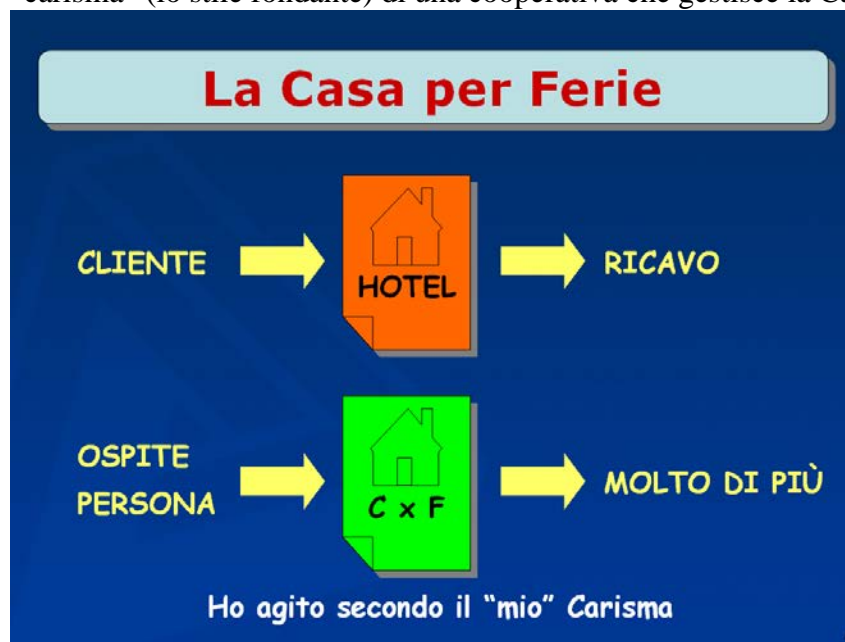 carisma" (lo stile fondante) di una cooperativa che gestisce la
La Casa per Ferie
CLIENTE
HOTEL
RICAVO
OSPITE
PERSONA
C x F
MOLTO DI PIÙ
Ho agito secondo il "mio" Carisma